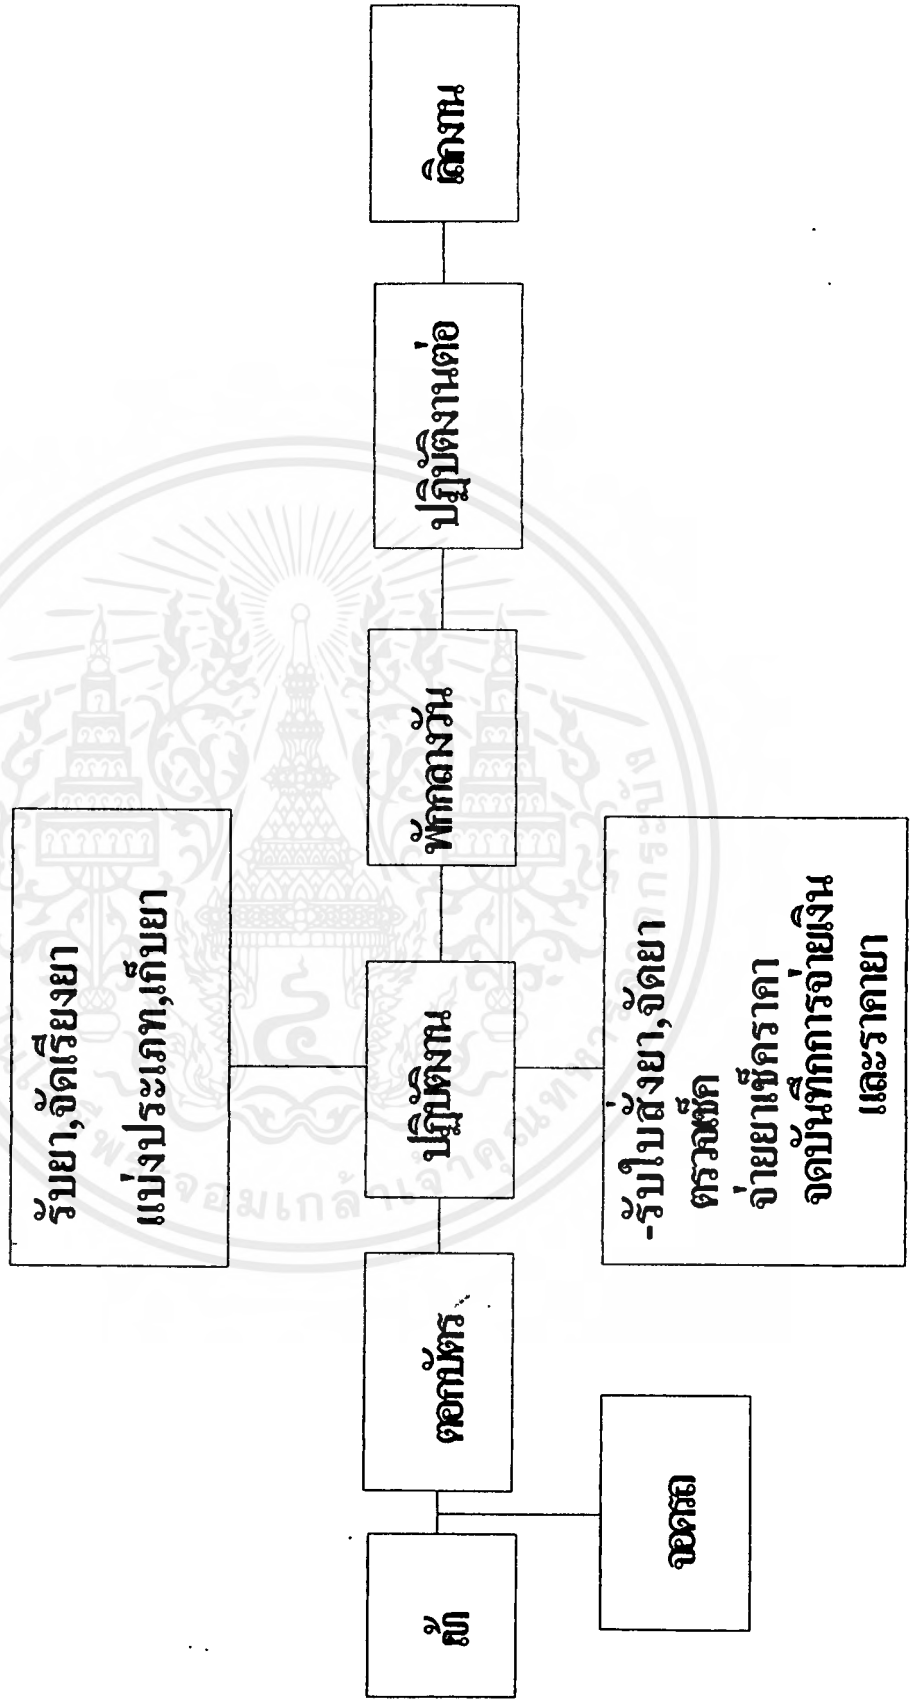 รับยา,จัดเรียงยา
แบ่งประเภท,เก็บยา
ตอกบัตร
ปฏิบัติงาน
พักกลางวัน
ปฏิบัติงานต่อ
เลิกงาน
จอดรถ
-รับใบสั่งยา,จัดยา
ตรวจเช็ค
จ่ายยาเช็คราคา
จดบันทึกการจ่ายเงิน
และราคายา